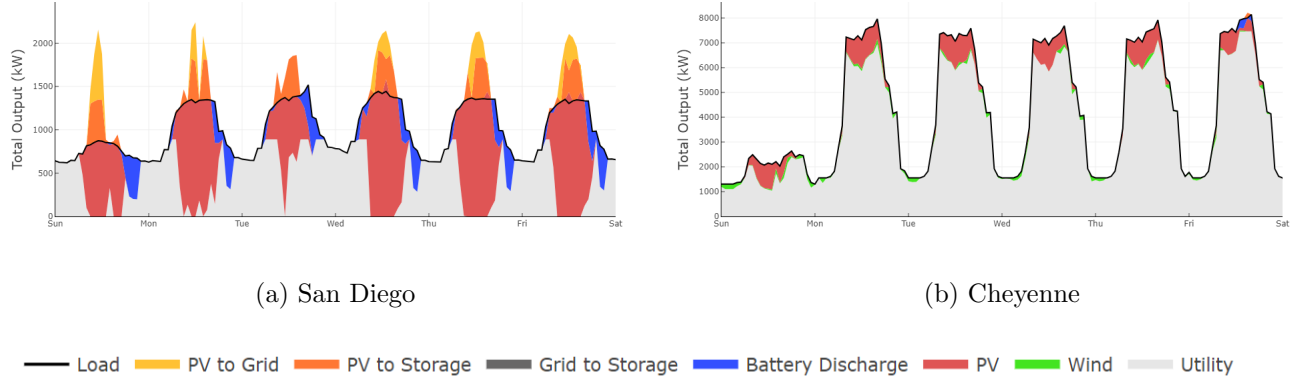 Total Output (kW)
2000
1500
1000
500
0
Sun Mon Tue Wed Thu Fri Sat
(a) San Diego
Total Output (kW)
8000
7000
6000
5000
4000
3000
2000
1000
0
Sun Mon Tue Wed Thu Fri Sat
(b) Cheyenne
Load PV to Grid PV to Storage Grid to Storage Battery Discharge PV Wind Utility